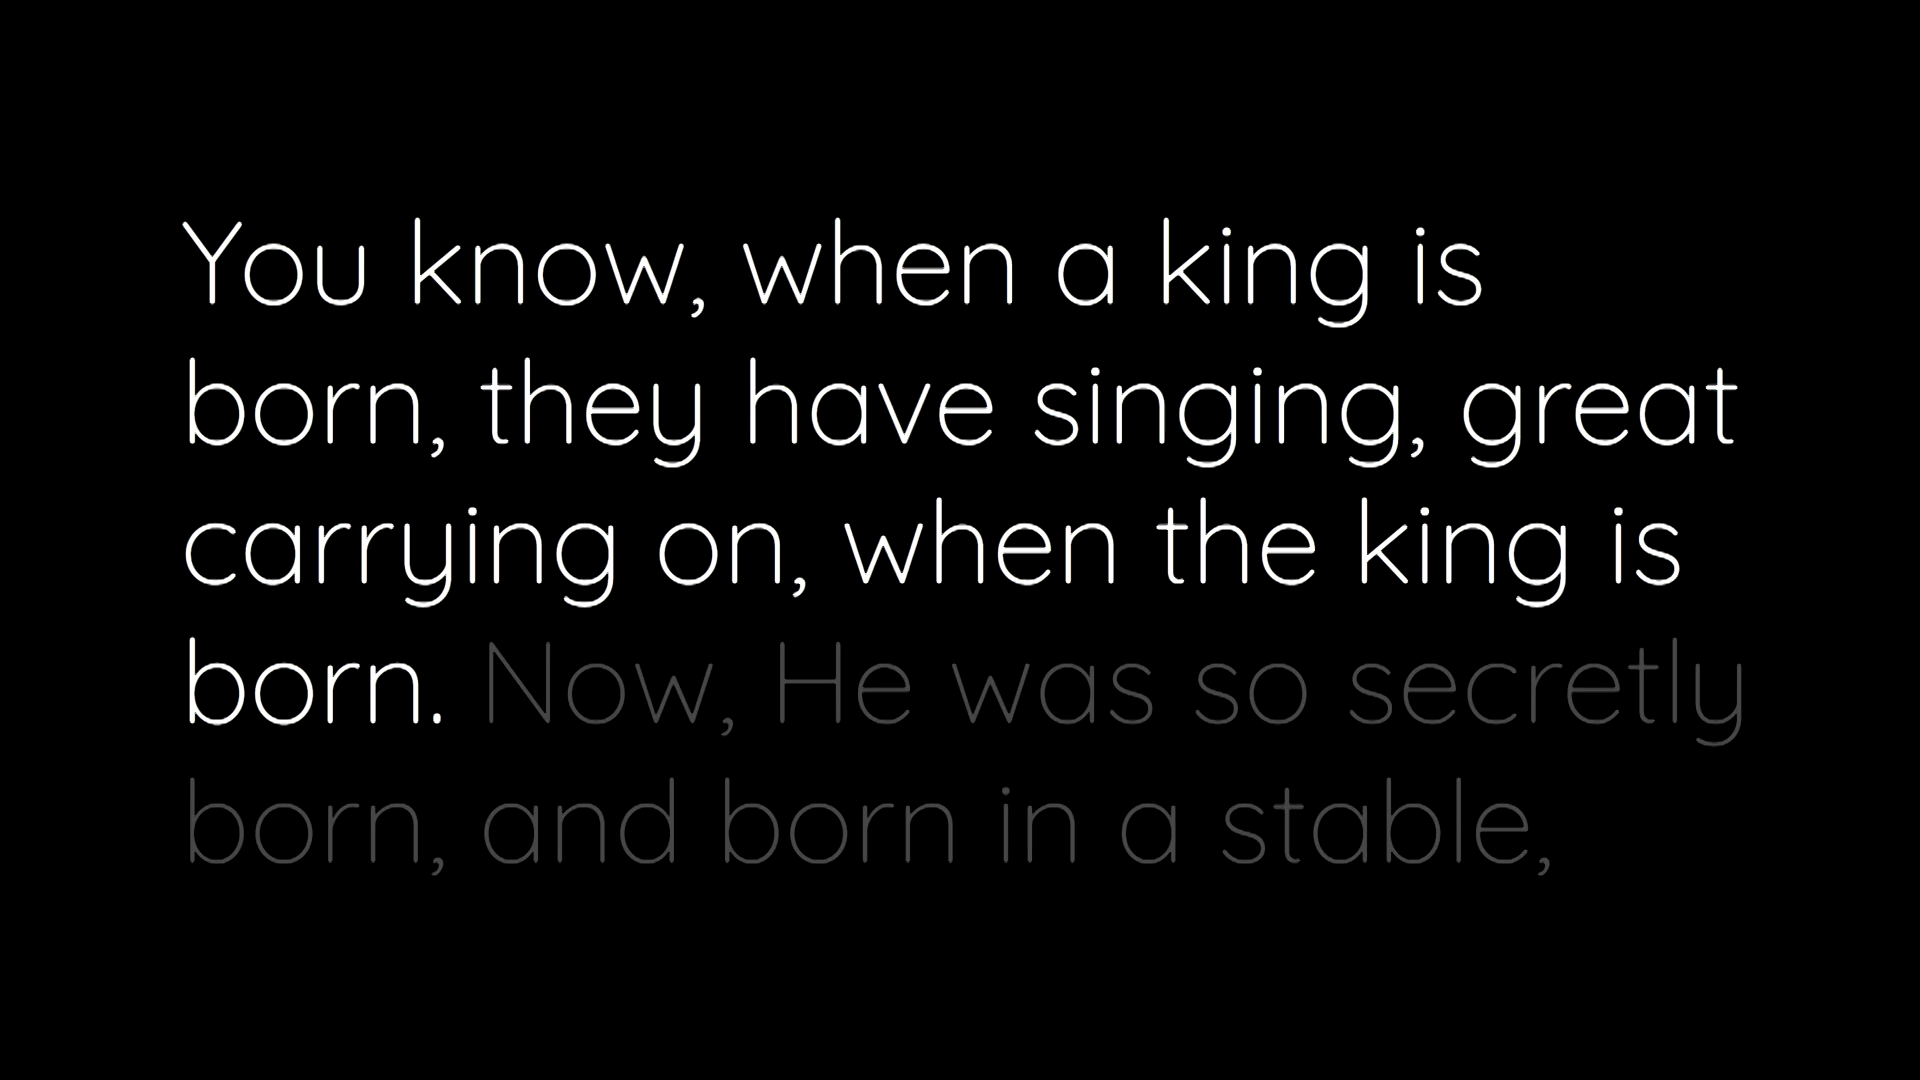 You know, when a king is
born, they have singing, great
carrying on, when the king is
born. Now, He was so secretly
born, and born in a stable,